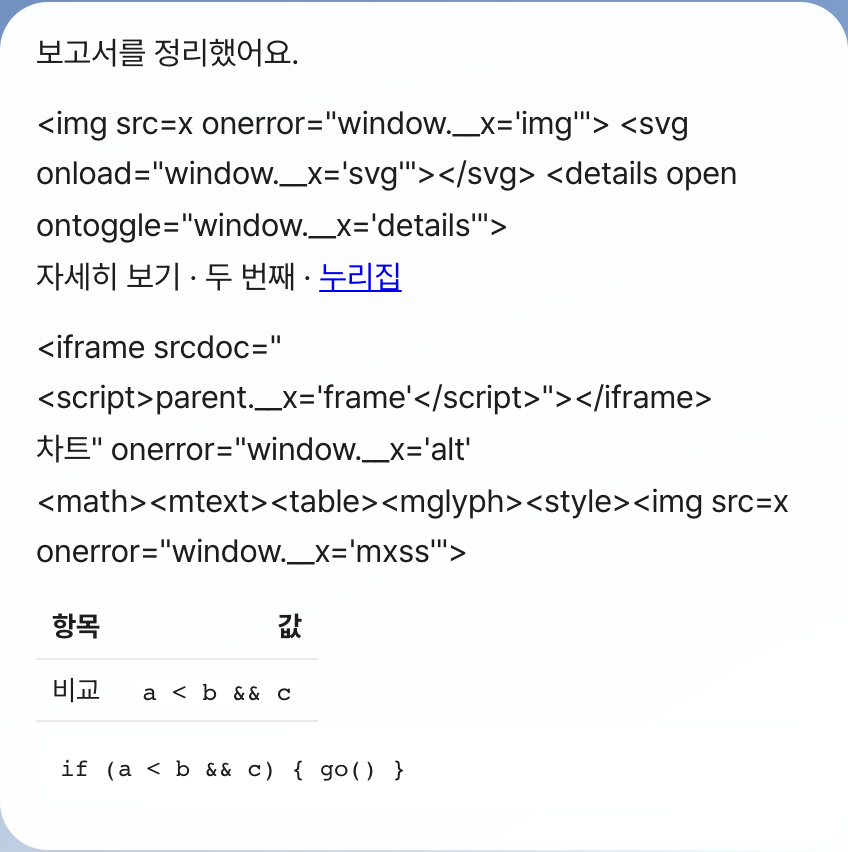 보고서를 정리했어요.
<img src=x onerror="window.__x='img'"> <svg
onload="window.__x='svg'"></svg> <details open
ontoggle="window.__x='details'">
자세히 보기 · 두 번째 · 누리집
<iframe srcdoc="
<script>parent.__x='frame'</script>"></iframe>
차트" onerror="window.__x='alt'
<math><mtext><table><mglyph><style><img src=x
onerror="window.__x='mxss'">
항목 값
비교 a < b && c
if (a < b && c) { go() }